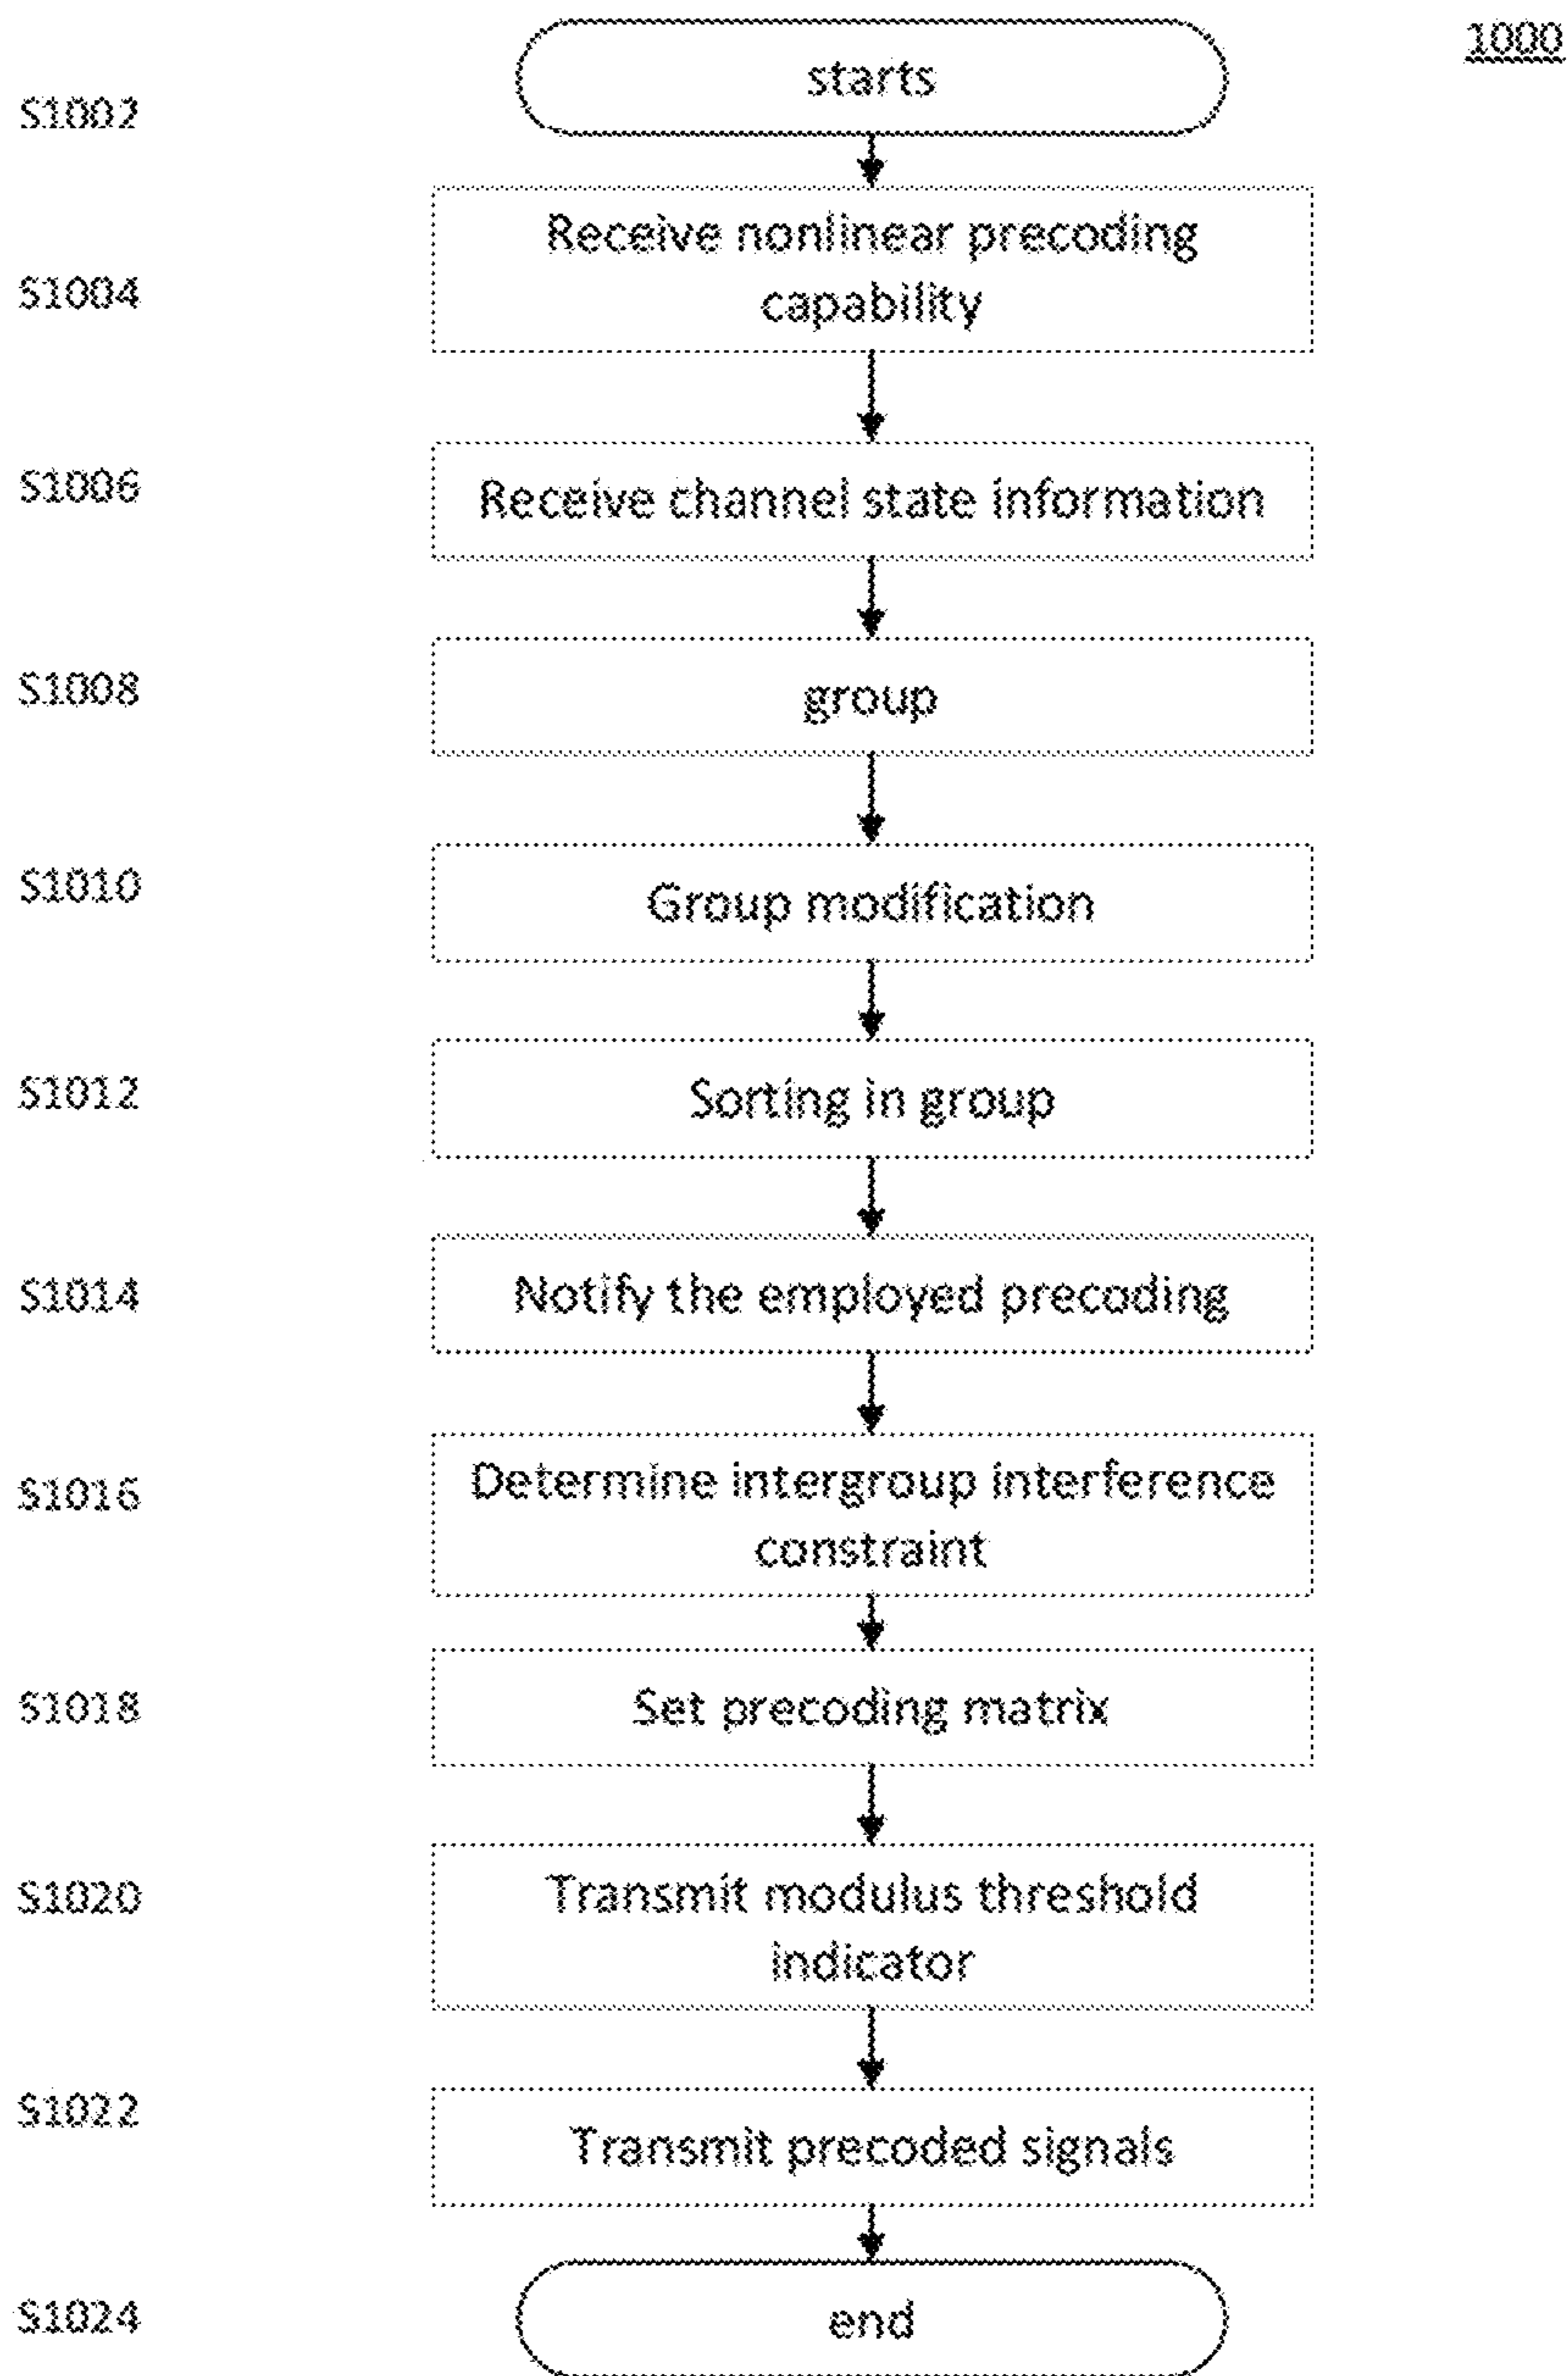 1000
S1002
starts
S1004
Receive nonlinear precoding
capability
S1006
Receive channel state information
S1008
group
S1010
Group modification
S1012
Sorting in group
S1014
Notify the employed precoding
S1016
Determine intergroup interference
constraint
S1018
Set precoding matrix
S1020
Transmit modulus threshold
indicator
S1022
Transmit precoded signals
S1024
end